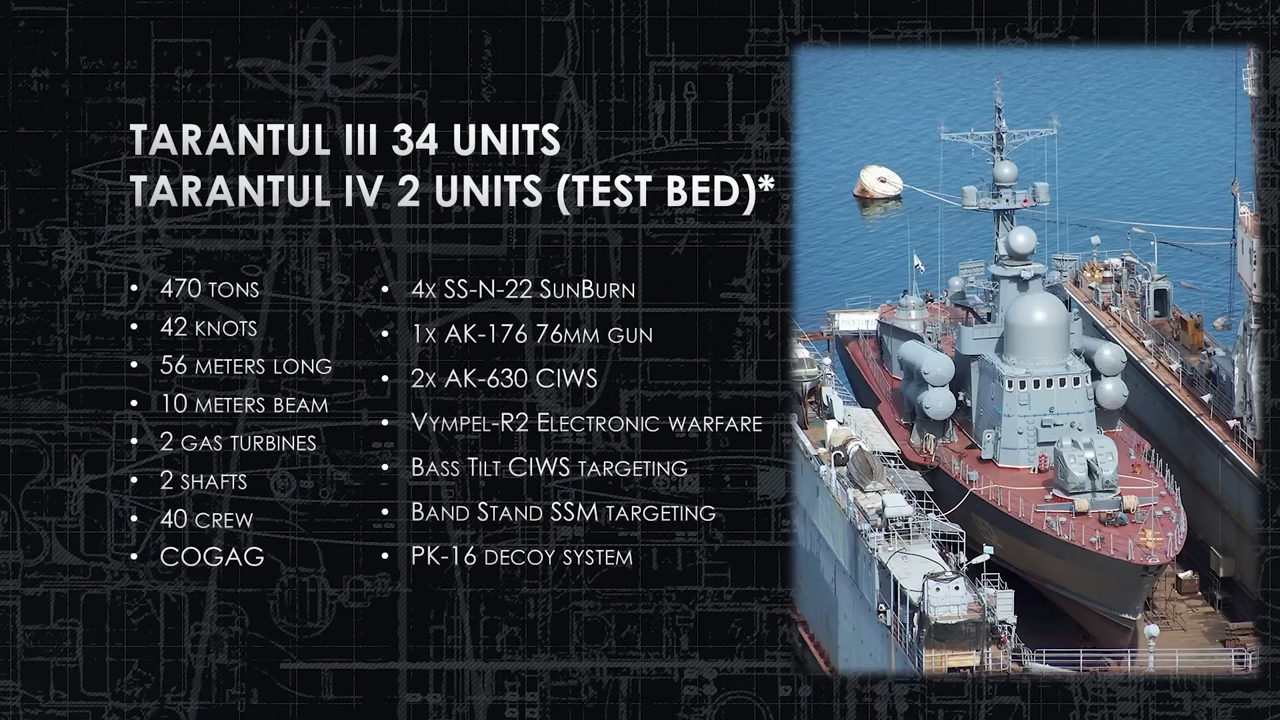 TARANTUL III 34 UNITS
TARANTUL IV 2 UNITS (TEST BED)*
• 470 TONS
• 42 KNOTS
• 56 METERS LONG
• 10 METERS BEAM
• 2 GAS TURBINES
• 2 SHAFTS
• 40 CREW
• COGAG
• 4X SS-N-22 SUNBURN
• 1X AK-176 76MM GUN
• 2X AK-630 CIWS
• VYMPEL-R2 ELECTRONIC WARFARE
• BASS TILT CIWS TARGETING
• BAND STAND SSM TARGETING
• PK-16 DECOY SYSTEM